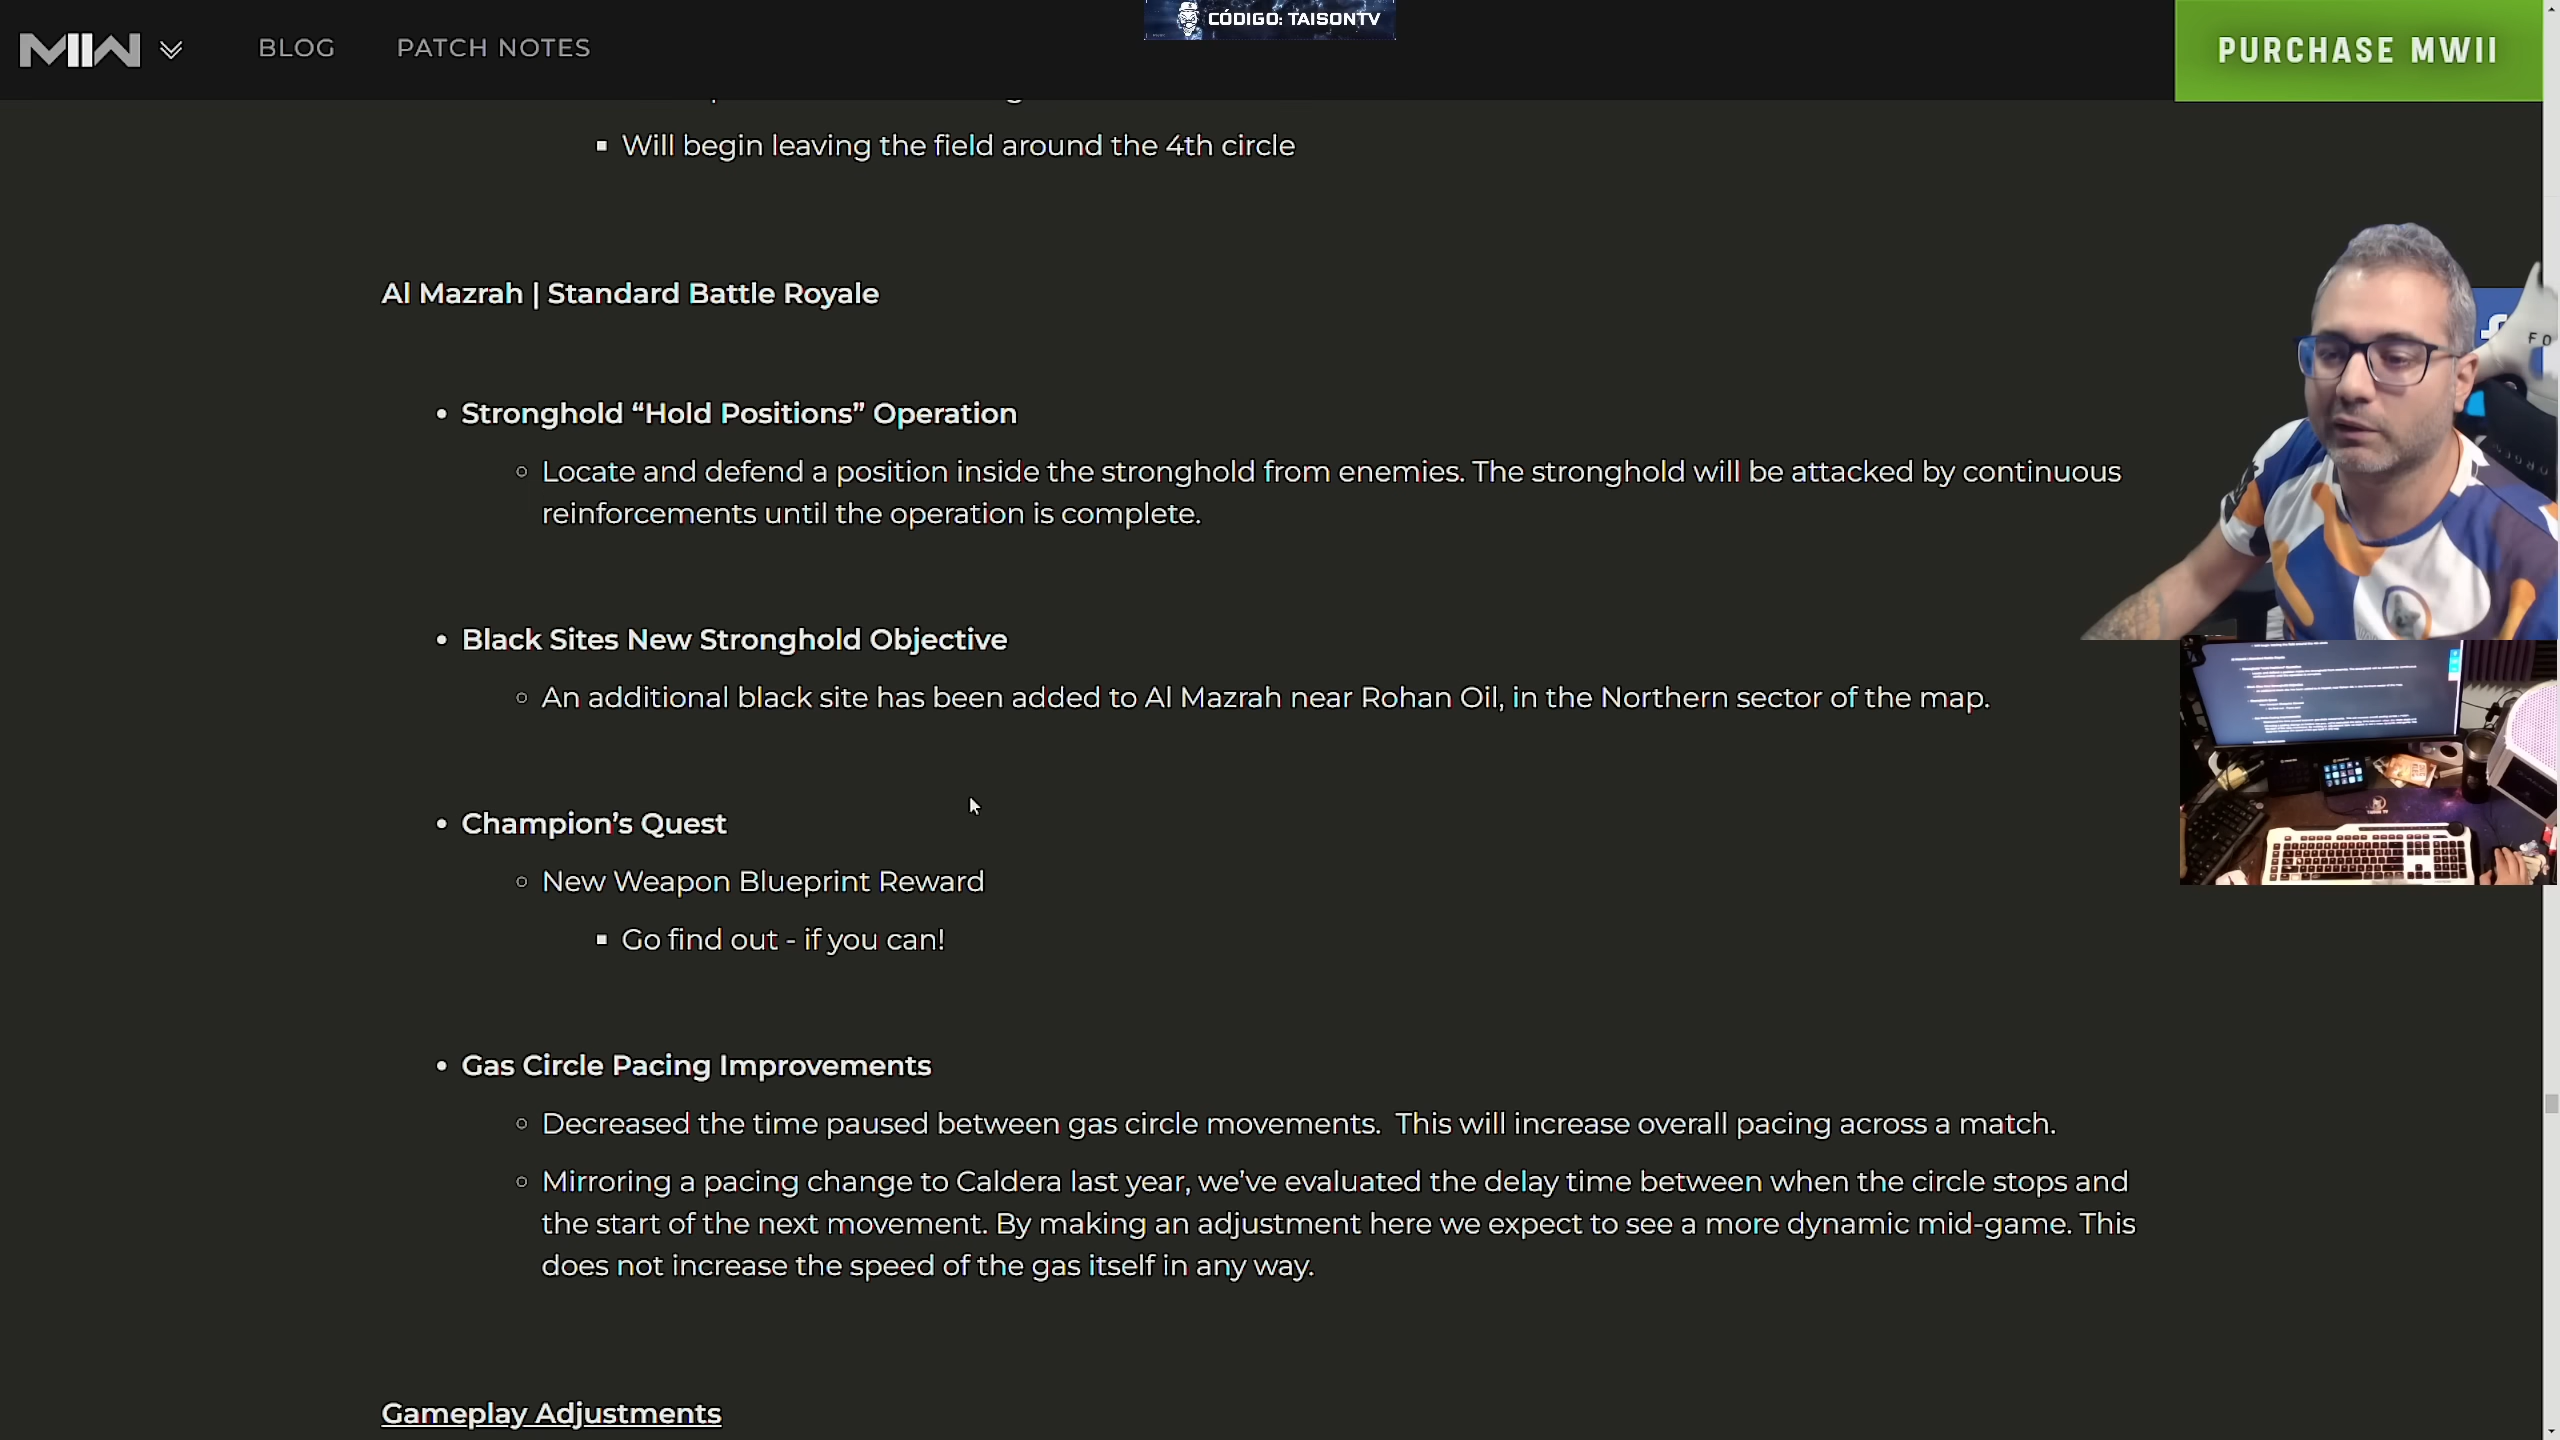 CÓDIGO: TAISONTV
MWII
BLOG
PATCH NOTES
PURCHASE MWII
▪ Will begin leaving the field around the 4th circle
Al Mazrah | Standard Battle Royale
• Stronghold “Hold Positions” Operation
○ Locate and defend a position inside the stronghold from enemies. The stronghold will be attacked by continuous
reinforcements until the operation is complete.
• Black Sites New Stronghold Objective
○ An additional black site has been added to Al Mazrah near Rohan Oil, in the Northern sector of the map.
• Champion’s Quest
○ New Weapon Blueprint Reward
▪ Go find out - if you can!
• Gas Circle Pacing Improvements
○ Decreased the time paused between gas circle movements.  This will increase overall pacing across a match.
○ Mirroring a pacing change to Caldera last year, we’ve evaluated the delay time between when the circle stops and
the start of the next movement. By making an adjustment here we expect to see a more dynamic mid-game. This
does not increase the speed of the gas itself in any way.
Gameplay Adjustments